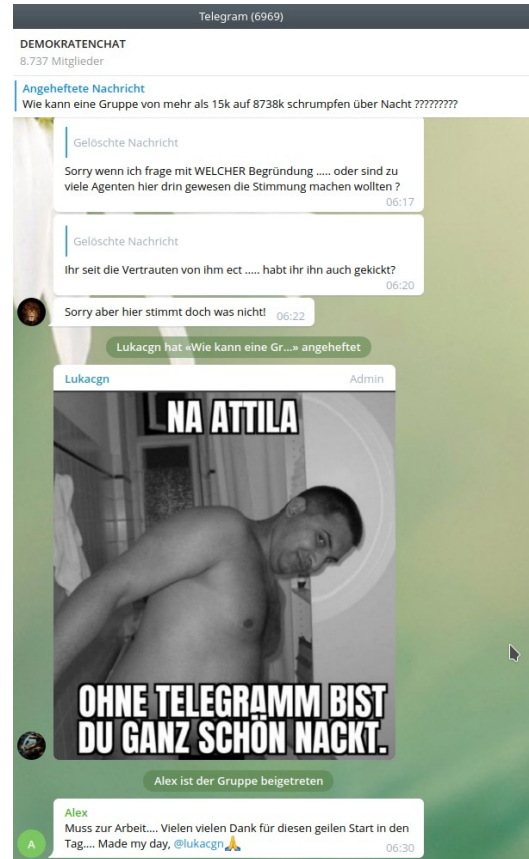 Telegram (6969)
DEMOKRATENCHAT
8.737 Mitglieder
Angeheftete Nachricht
Wie kann eine Gruppe von mehr als 15k auf 8738k schrumpfen über Nacht ?????????
Gelöschte Nachricht
Sorry wenn ich frage mit WELCHER Begründung ..... oder sind zu
viele Agenten hier drin gewesen die Stimmung machen wollten ?
06:17
Gelöschte Nachricht
Ihr seit die Vertrauten von ihm ect ..... habt ihr ihn auch gekickt?
06:20
Sorry aber hier stimmt doch was nicht! 06:22
Lukacgn hat «Wie kann eine Gr...» angeheftet
Lukacgn Admin
NA ATTILA
OHNE TELEGRAMM BIST
DU GANZ SCHÖN NACKT.
Alex ist der Gruppe beigetreten
Alex
Muss zur Arbeit.... Vielen vielen Dank für diesen geilen Start in den
Tag.... Made my day, @lukacgn🙏
A 06:30